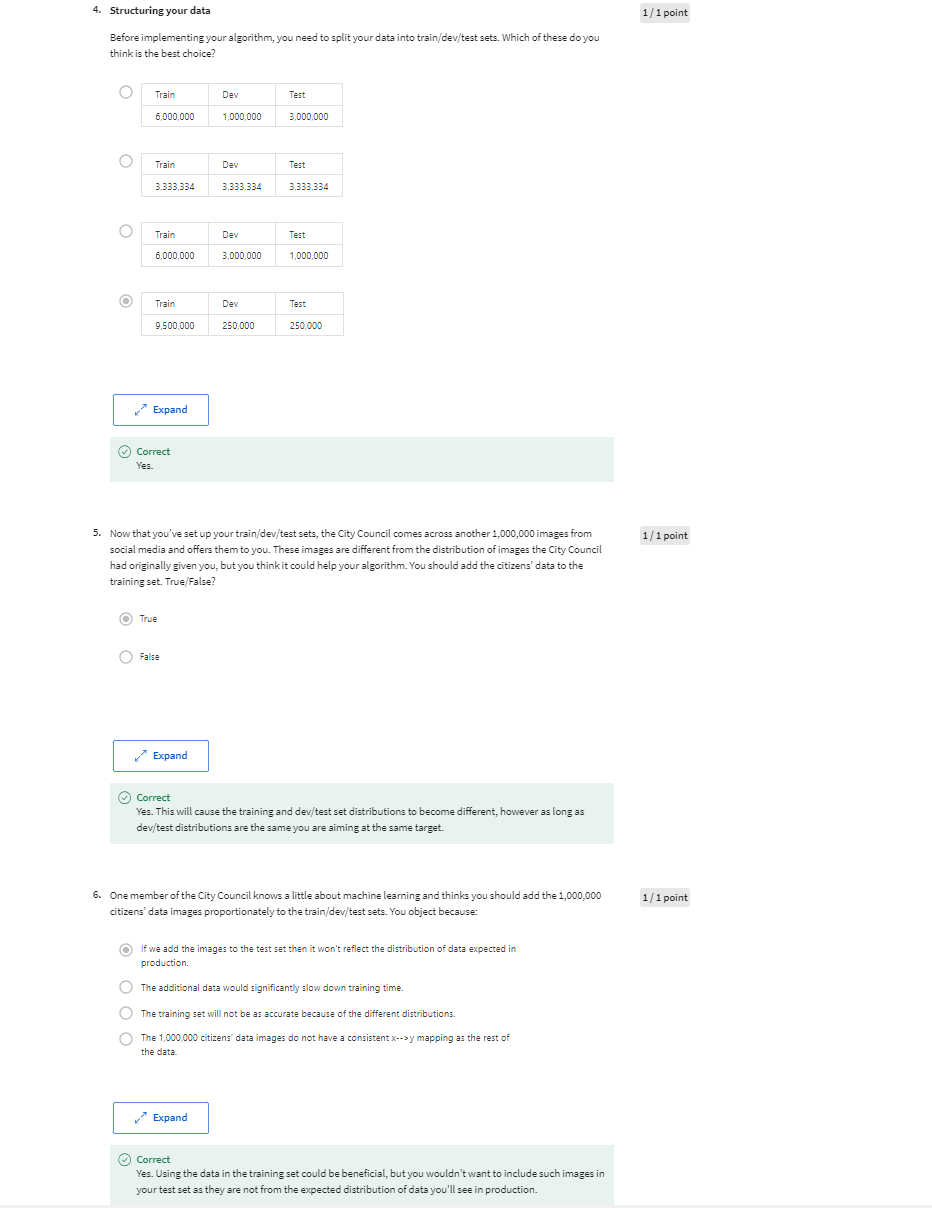 4. Structuring your data
1 / 1 point
Before implementing your algorithm, you need to split your data into train/dev/test sets. Which of these do you
think is the best choice?
Train Dev Test
6,000,000 1,000,000 3,000,000
Train Dev Test
3,333,334 3,333,334 3,333,334
Train Dev Test
6,000,000 3,000,000 1,000,000
Train Dev Test
9,500,000 250,000 250,000
Expand
Correct
Yes.
5. Now that you've set up your train/dev/test sets, the City Council comes across another 1,000,000 images from
1 / 1 point
social media and offers them to you. These images are different from the distribution of images the City Council
had originally given you, but you think it could help your algorithm. You should add the citizens' data to the
training set. True/False?
True
False
Expand
Correct
Yes. This will cause the training and dev/test set distributions to become different, however as long as
dev/test distributions are the same you are aiming at the same target.
6. One member of the City Council knows a little about machine learning and thinks you should add the 1,000,000
1 / 1 point
citizens' data images proportionately to the train/dev/test sets. You object because:
If we add the images to the test set then it won't reflect the distribution of data expected in
production.
The additional data would significantly slow down training time.
The training set will not be as accurate because of the different distributions.
The 1,000,000 citizens' data images do not have a consistent x-->y mapping as the rest of
the data.
Expand
Correct
Yes. Using the data in the training set could be beneficial, but you wouldn't want to include such images in
your test set as they are not from the expected distribution of data you'll see in production.